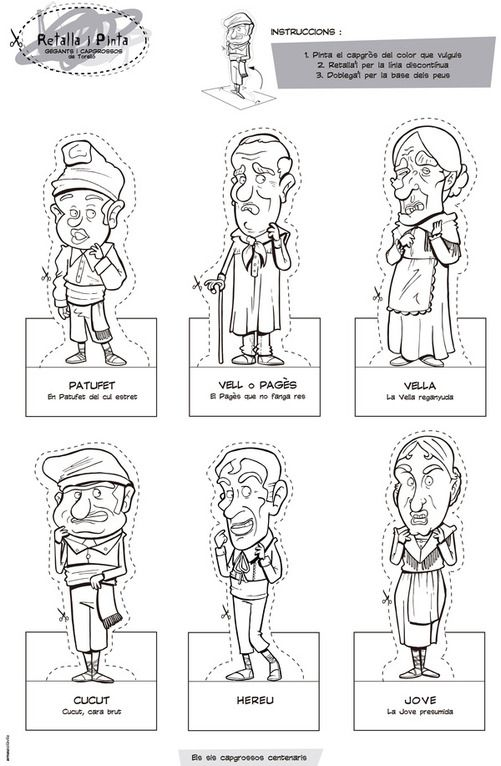 Retalla i Pinta
GEGANTS i CAPGROSSOS
de Torelló
INSTRUCCIONS :
1. Pinta el capgròs del color que vulguis
2. Retalla'l per la línia discontínua
3. Doblega'l per la base dels peus
PATUFET
En Patufet del cul estret
VELL o PAGÈS
El Pagès que no fanga res
VELLA
La Vella reganyuda
CUCUT
Cucut, cara brut
HEREU
JOVE
La Jove presumida
Els sis capgrossos centenaris